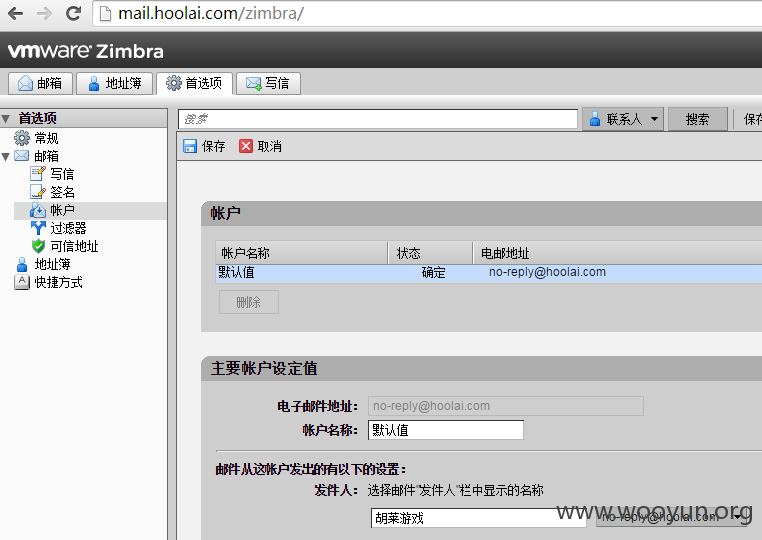 mail.hoolai.com/zimbra/
vmware Zimbra
邮箱 地址簿 首选项 写信
首选项
搜索 联系人 搜索 保存
常规
保存 取消
邮箱
写信
签名
帐户
过滤器
可信地址
地址簿
快捷方式
帐户
帐户名称 状态 电邮地址
默认值 确定 no-reply@hoolai.com
删除
主要帐户设定值
电子邮件地址： no-reply@hoolai.com
帐户名称： 默认值
邮件从这帐户发出的有以下的设置：
发件人： 选择邮件"发件人"栏中显示的名称
胡莱游戏 no-reply@hoolai.com
www.wooyun.org